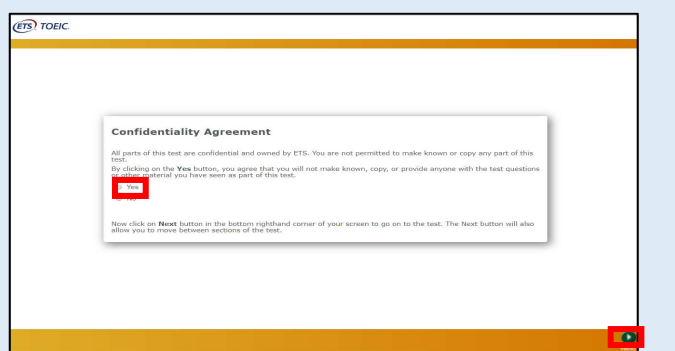 ETS TOEIC.
Confidentiality Agreement
All parts of this test are confidential and owned by ETS. You are not permitted to make known or copy any part of this
test.
By clicking on the Yes button, you agree that you will not make known, copy, or provide anyone with the test questions
or other material you have seen as part of this test.
Yes
Now click on Next button in the bottom righthand corner of your screen to go on to the test. The Next button will also
allow you to move between sections of the test.